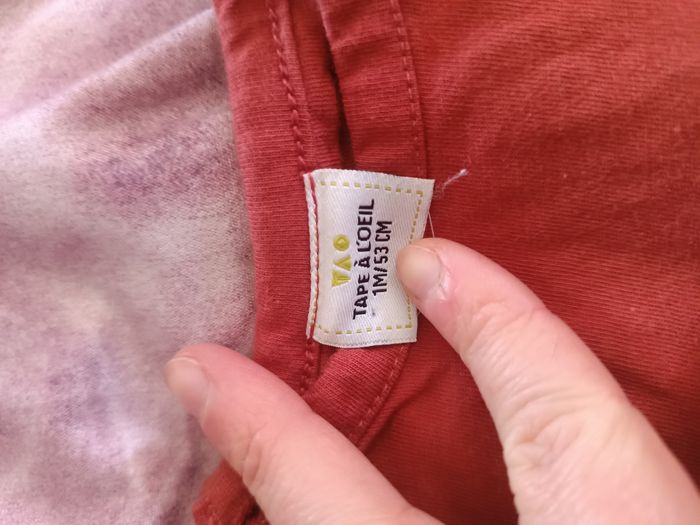 TAO
TAPE À L'OEIL
1M/53 CM